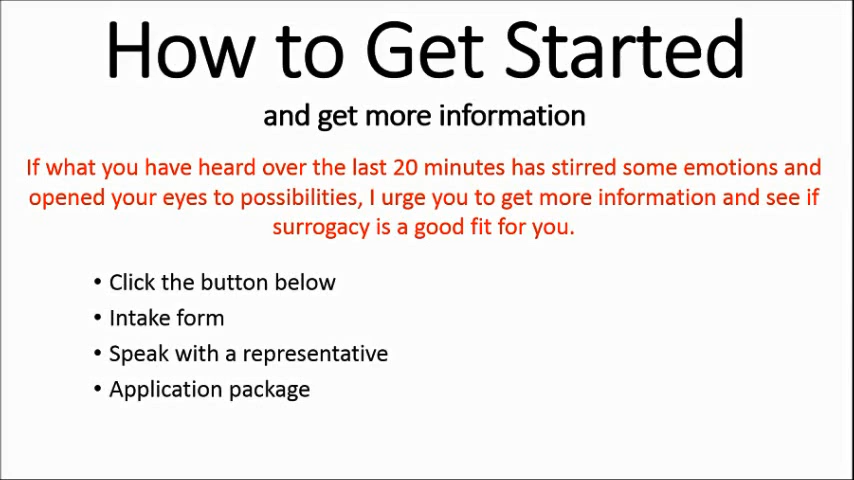 How to Get Started
and get more information
If what you have heard over the last 20 minutes has stirred some emotions and
opened your eyes to possibilities, I urge you to get more information and see if
surrogacy is a good fit for you.
• Click the button below
• Intake form
• Speak with a representative
• Application package